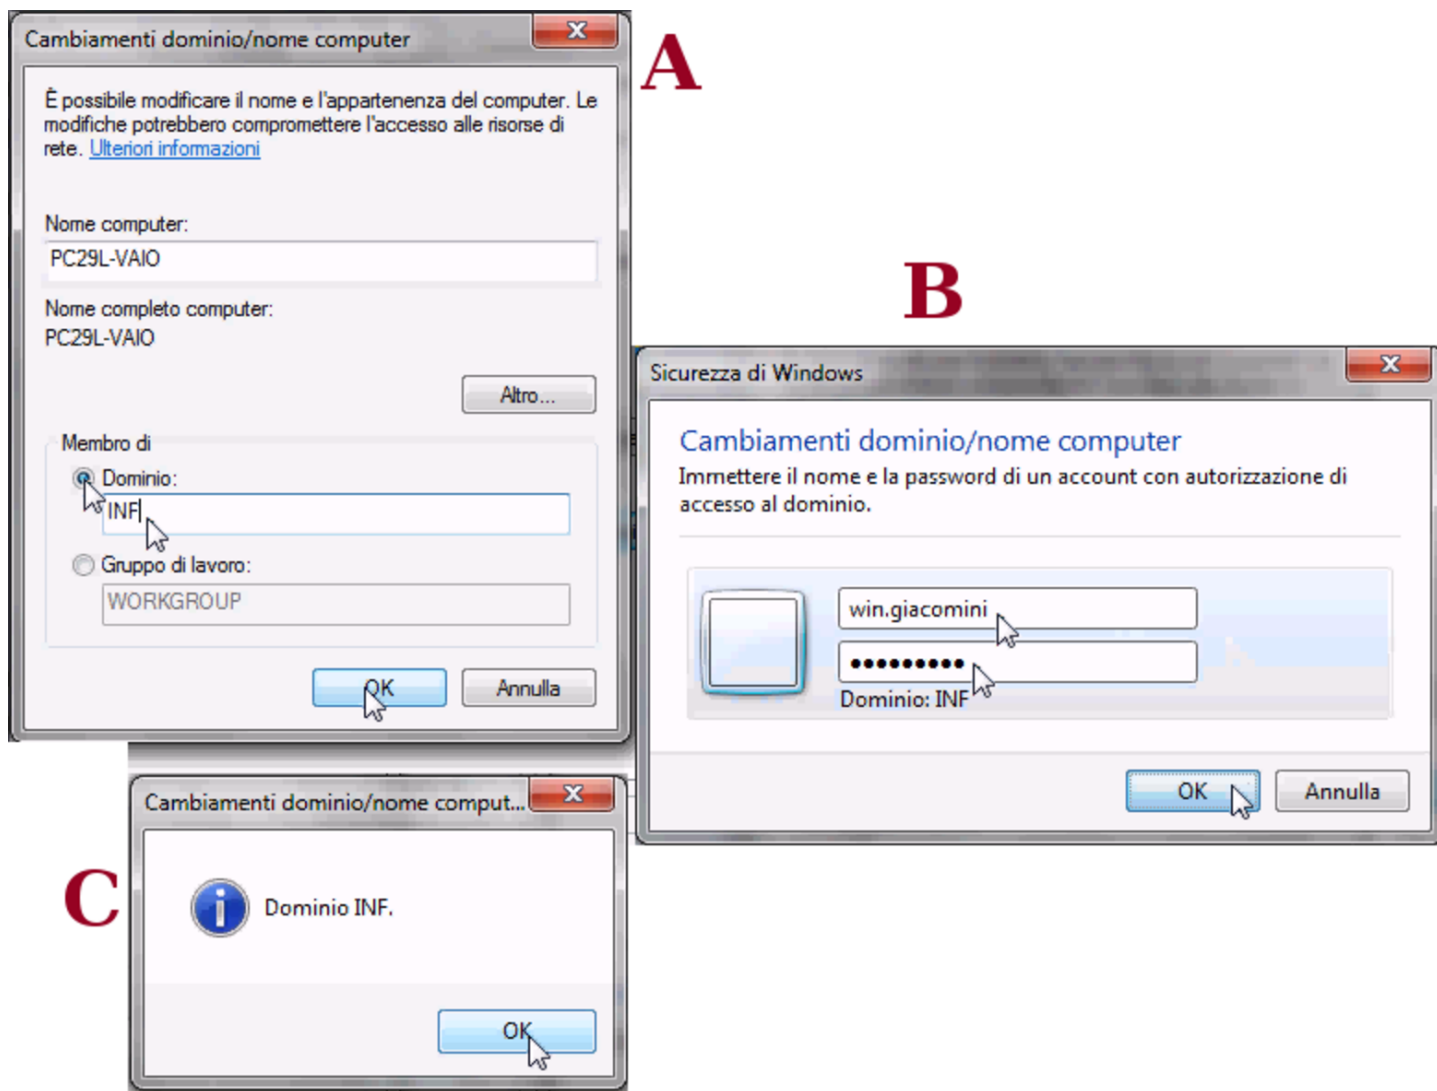 Cambiamenti dominio/nome computer
È possibile modificare il nome e l'appartenenza del computer. Le
modifiche potrebbero compromettere l'accesso alle risorse di
rete. Ulteriori informazioni
Nome computer:
PC29L-VAIO
Nome completo computer:
PC29L-VAIO
Altro...
Membro di
Dominio:
INF
Gruppo di lavoro:
WORKGROUP
OK
Annulla
A
B
Sicurezza di Windows
Cambiamenti dominio/nome computer
Immettere il nome e la password di un account con autorizzazione di
accesso al dominio.
win.giacomini
●●●●●●●●●
Dominio: INF
OK
Annulla
C
Cambiamenti dominio/nome comput...
Dominio INF.
OK